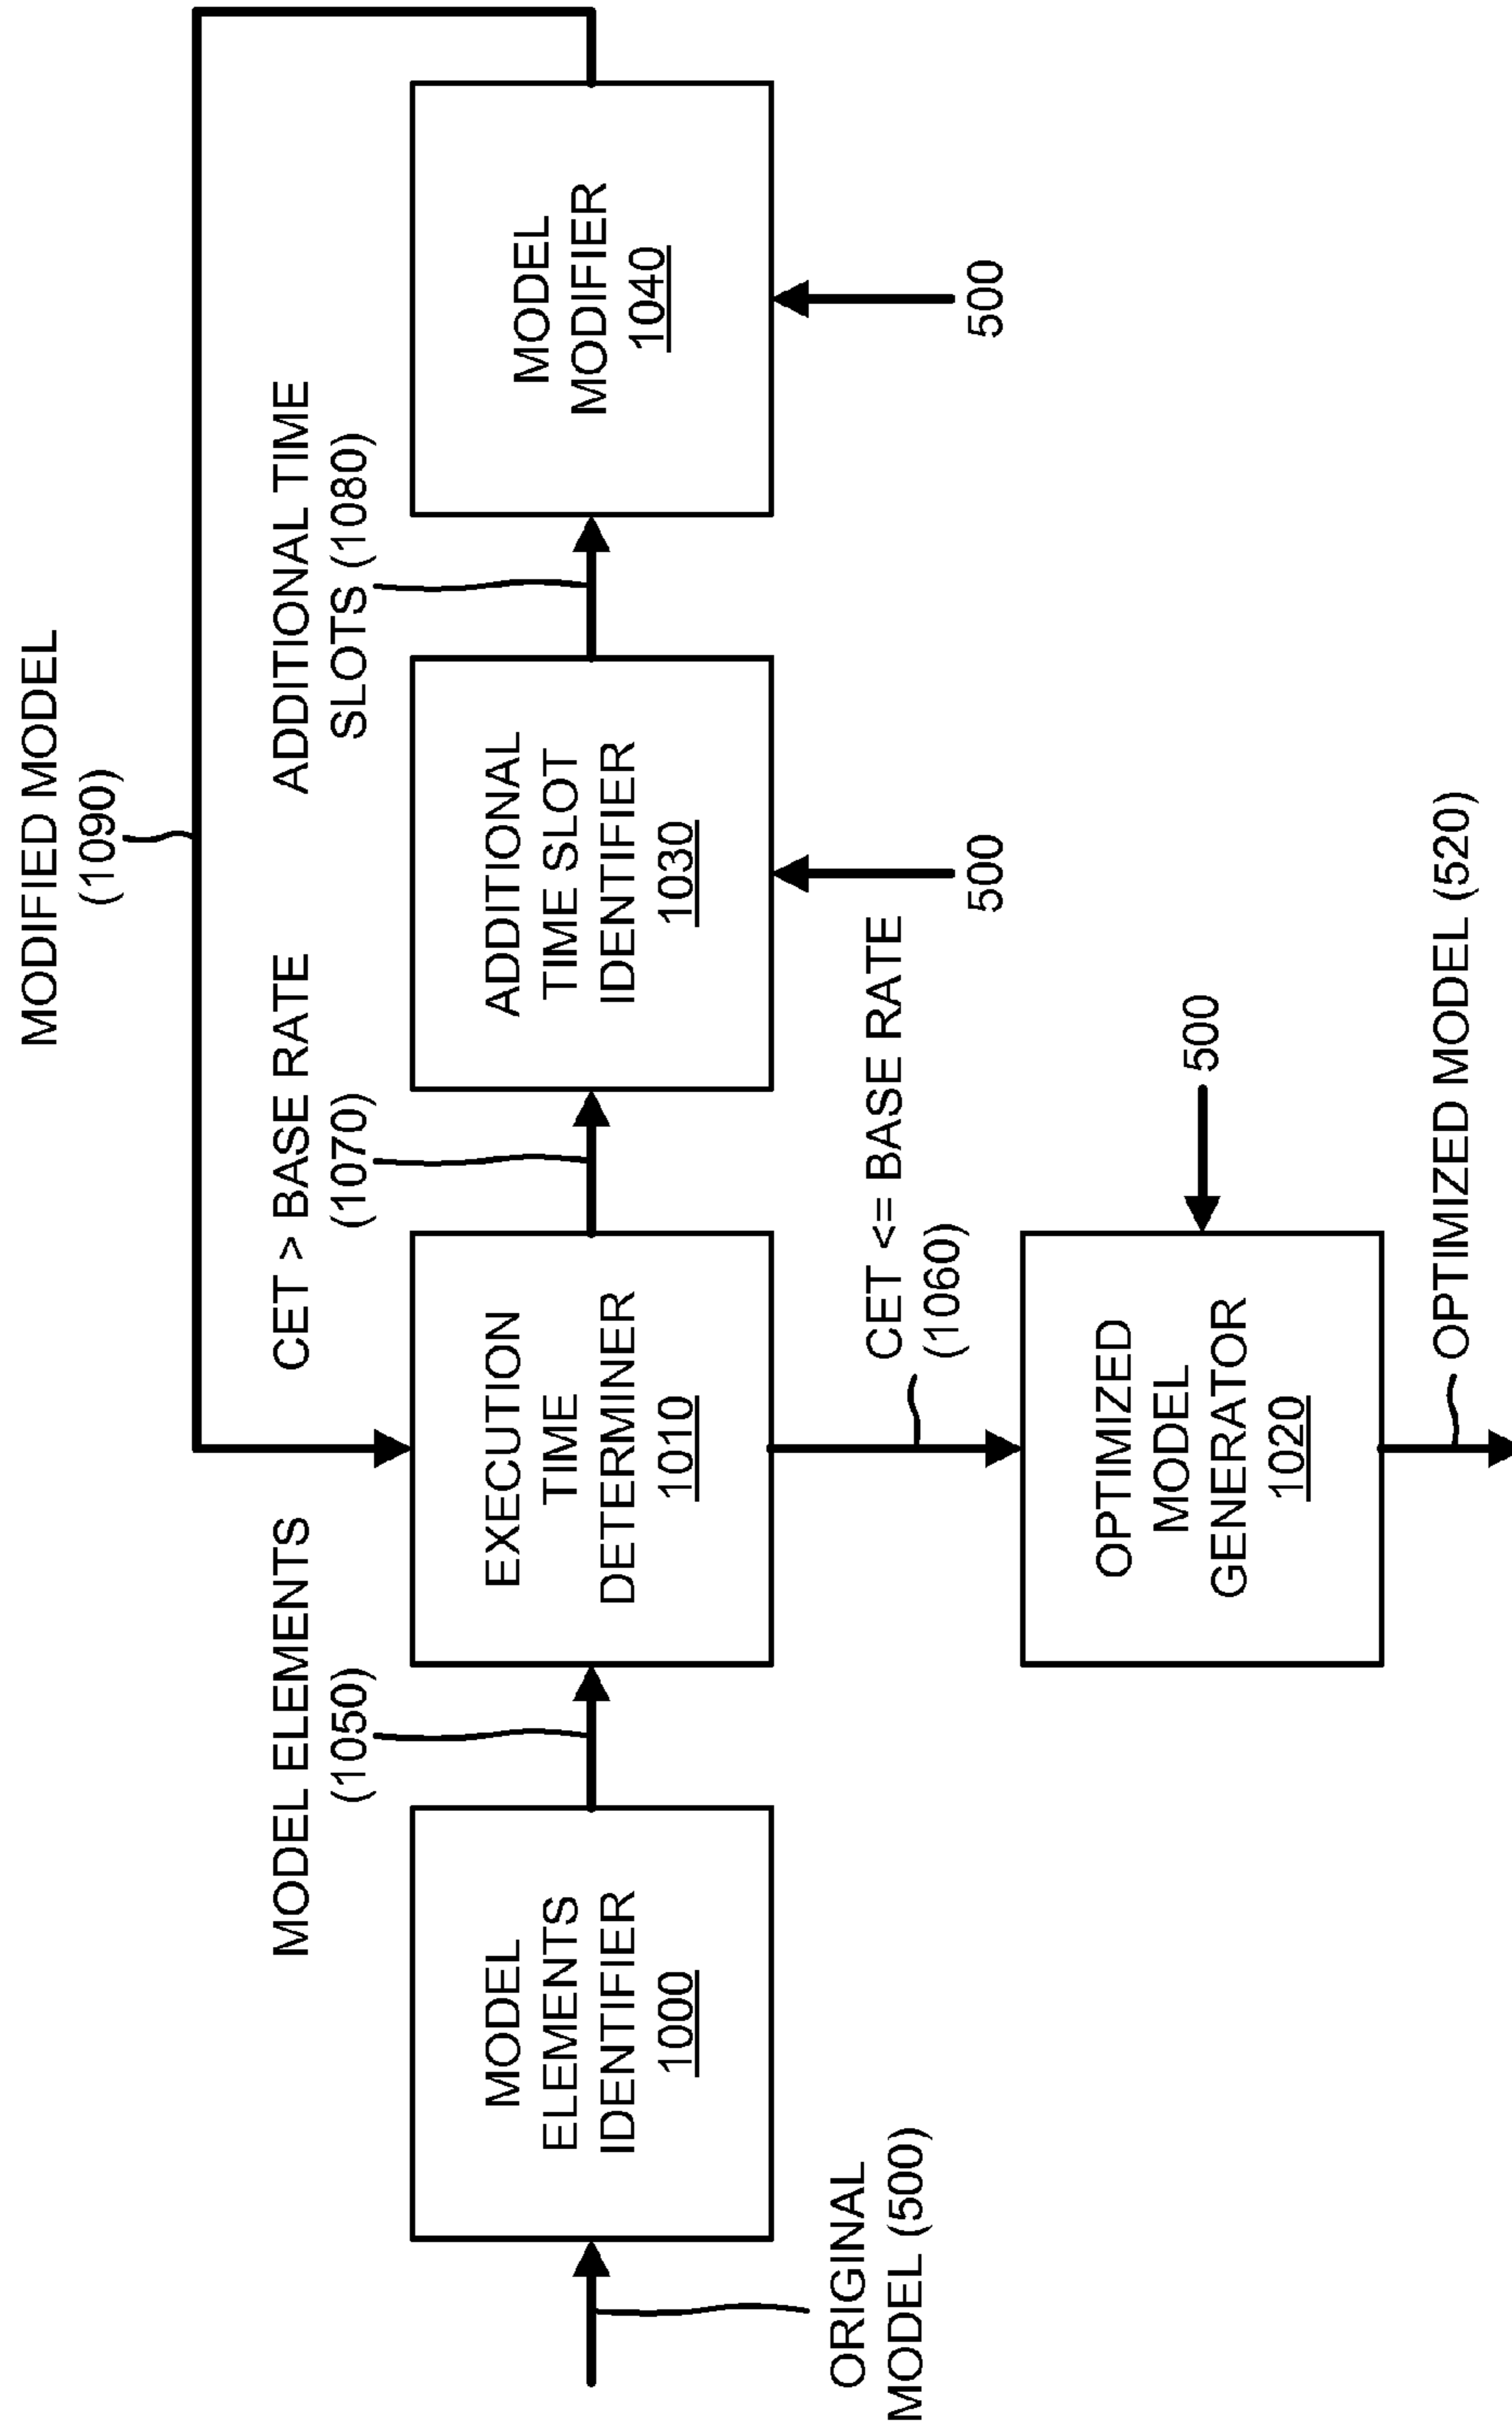 MODIFIED MODEL
(1090)
MODEL ELEMENTS
(1050)
CET > BASE RATE
(1070)
ADDITIONAL TIME
SLOTS (1080)
MODEL
ELEMENTS
IDENTIFIER
1000
EXECUTION
TIME
DETERMINER
1010
ADDITIONAL
TIME SLOT
IDENTIFIER
1030
MODEL
MODIFIER
1040
ORIGINAL
MODEL (500)
CET <= BASE RATE
(1060)
500
500
OPTIMIZED
MODEL
GENERATOR
1020
500
OPTIMIZED MODEL (520)